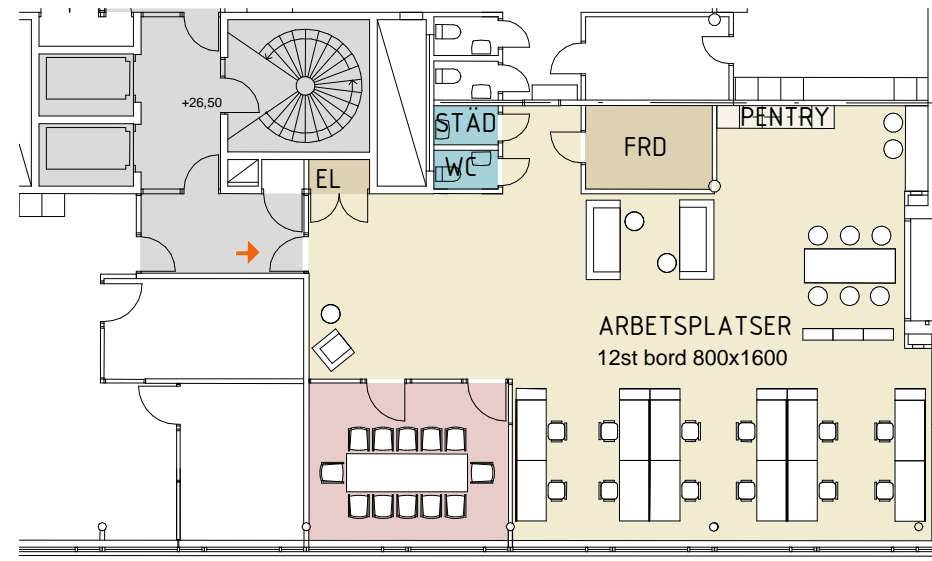 +26,50
STÄD
WC
EL
FRD
PENTRY
ARBETSPLATSER
12st bord 800x1600